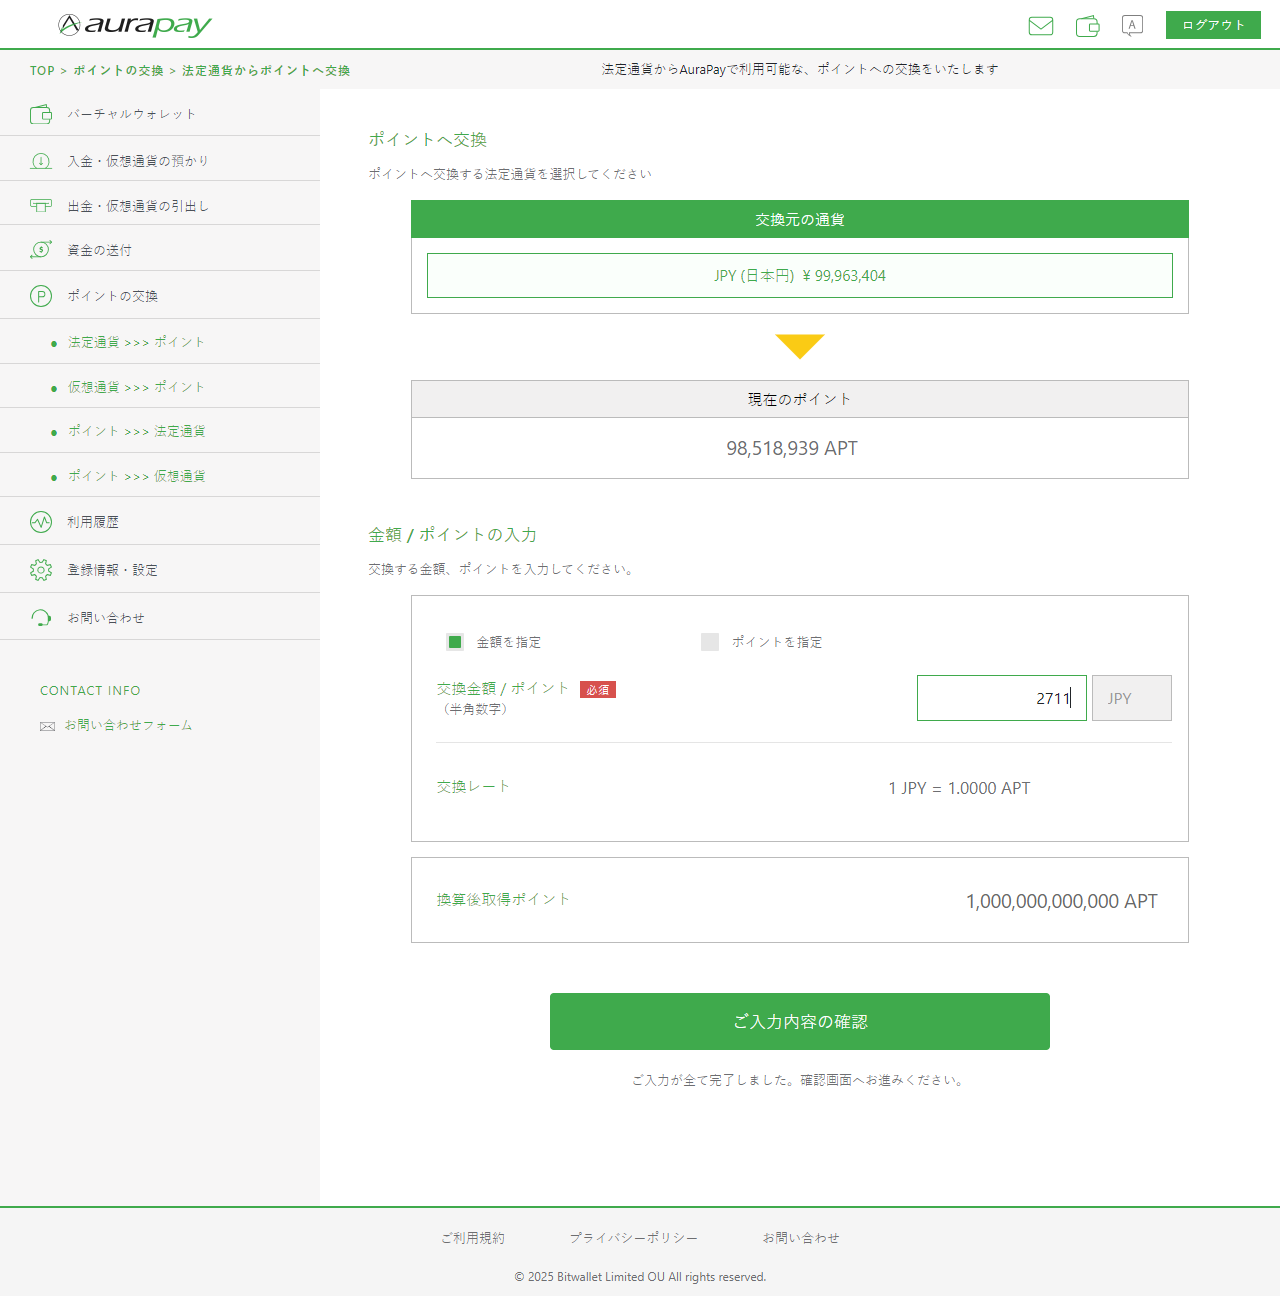 aurapay
A
ログアウト
TOP > ポイントの交換 > 法定通貨からポイントへ交換
法定通貨からAuraPayで利用可能な、ポイントへの交換をいたします
バーチャルウォレット
入金・仮想通貨の預かり
出金・仮想通貨の引出し
資金の送付
ポイントの交換
法定通貨 >>> ポイント
仮想通貨 >>> ポイント
ポイント >>> 法定通貨
ポイント >>> 仮想通貨
利用履歴
登録情報・設定
お問い合わせ
CONTACT INFO
お問い合わせフォーム
ポイントへ交換
ポイントへ交換する法定通貨を選択してください
交換元の通貨
JPY (日本円) ¥ 99,963,404
現在のポイント
98,518,939 APT
金額 / ポイントの入力
交換する金額、ポイントを入力してください。
金額を指定
ポイントを指定
交換金額 / ポイント 必須
（半角数字）
2711 JPY
交換レート
1 JPY = 1.0000 APT
換算後取得ポイント
1,000,000,000,000 APT
ご入力内容の確認
ご入力が全て完了しました。確認画面へお進みください。
ご利用規約
プライバシーポリシー
お問い合わせ
© 2025 Bitwallet Limited OU All rights reserved.